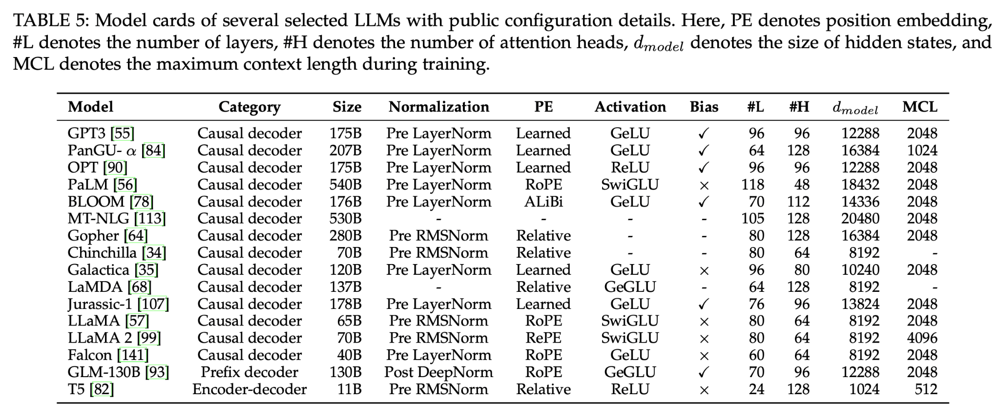 TABLE 5: Model cards of several selected LLMs with public configuration details. Here, PE denotes position embedding,
#L denotes the number of layers, #H denotes the number of attention heads, d_model denotes the size of hidden states, and
MCL denotes the maximum context length during training.
Model Category Size Normalization PE Activation Bias #L #H d_model MCL
GPT3 [55] Causal decoder 175B Pre LayerNorm Learned GeLU ✓ 96 96 12288 2048
PanGU- α [84] Causal decoder 207B Pre LayerNorm Learned GeLU ✓ 64 128 16384 1024
OPT [90] Causal decoder 175B Pre LayerNorm Learned ReLU ✓ 96 96 12288 2048
PaLM [56] Causal decoder 540B Pre LayerNorm RoPE SwiGLU × 118 48 18432 2048
BLOOM [78] Causal decoder 176B Pre LayerNorm ALiBi GeLU ✓ 70 112 14336 2048
MT-NLG [113] Causal decoder 530B - - - - 105 128 20480 2048
Gopher [64] Causal decoder 280B Pre RMSNorm Relative - - 80 128 16384 2048
Chinchilla [34] Causal decoder 70B Pre RMSNorm Relative - - 80 64 8192 -
Galactica [35] Causal decoder 120B Pre LayerNorm Learned GeLU × 96 80 10240 2048
LaMDA [68] Causal decoder 137B - Relative GeGLU - 64 128 8192 -
Jurassic-1 [107] Causal decoder 178B Pre LayerNorm Learned GeLU ✓ 76 96 13824 2048
LLaMA [57] Causal decoder 65B Pre RMSNorm RoPE SwiGLU × 80 64 8192 2048
LLaMA 2 [99] Causal decoder 70B Pre RMSNorm RePE SwiGLU × 80 64 8192 4096
Falcon [141] Causal decoder 40B Pre LayerNorm RoPE GeLU × 60 64 8192 2048
GLM-130B [93] Prefix decoder 130B Post DeepNorm RoPE GeGLU ✓ 70 96 12288 2048
T5 [82] Encoder-decoder 11B Pre RMSNorm Relative ReLU × 24 128 1024 512